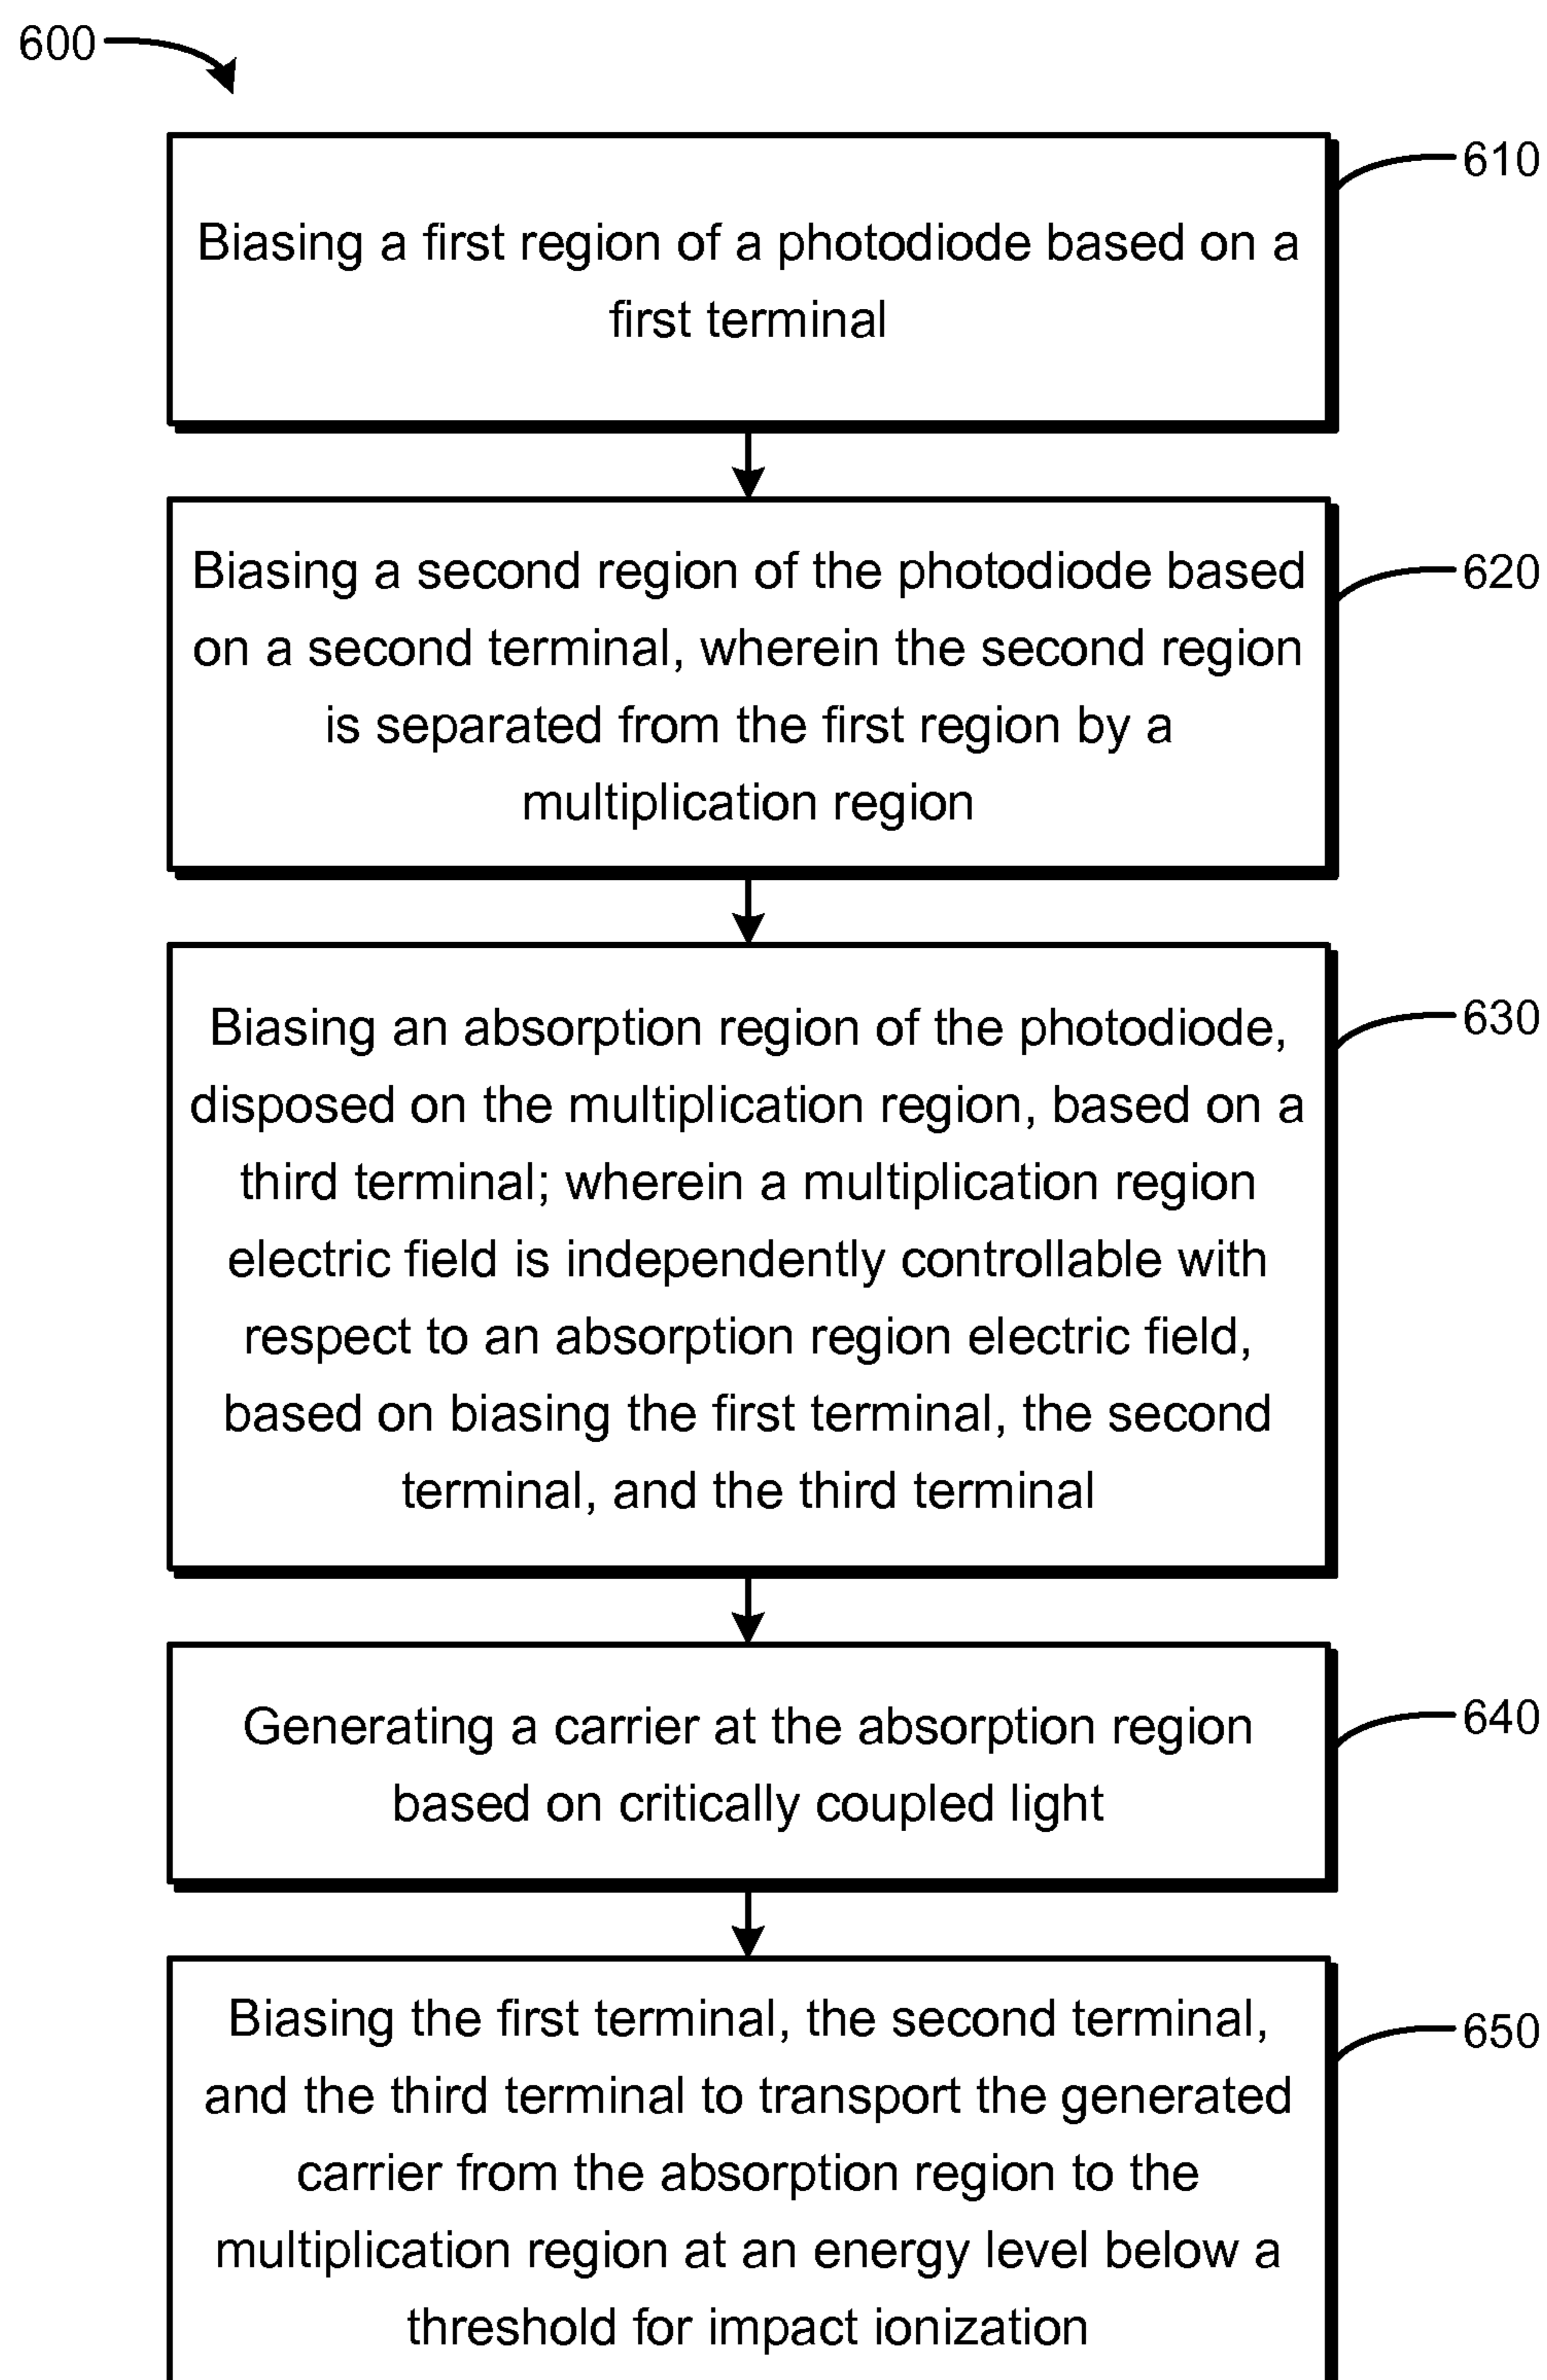 600
610
Biasing a first region of a photodiode based on a
first terminal
620
Biasing a second region of the photodiode based
on a second terminal, wherein the second region
is separated from the first region by a
multiplication region
630
Biasing an absorption region of the photodiode,
disposed on the multiplication region, based on a
third terminal; wherein a multiplication region
electric field is independently controllable with
respect to an absorption region electric field,
based on biasing the first terminal, the second
terminal, and the third terminal
640
Generating a carrier at the absorption region
based on critically coupled light
650
Biasing the first terminal, the second terminal,
and the third terminal to transport the generated
carrier from the absorption region to the
multiplication region at an energy level below a
threshold for impact ionization